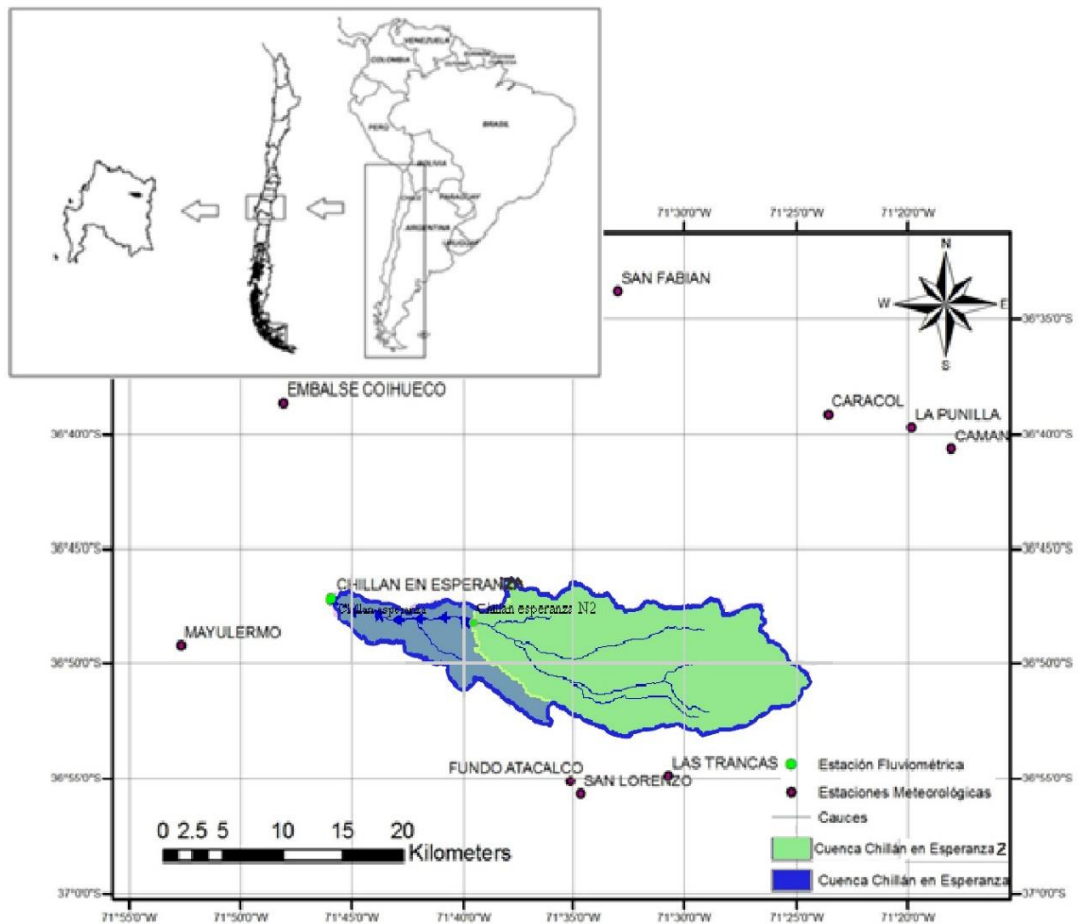 VENEZUELA
COLOMBIA
PERÚ
BRASIL
BOLIVIA
CHILE
PARAGUAY
ARGENTINA
URUGUAY
71°30'0"W
71°25'0"W
71°20'0"W
SAN FABIAN
N
W
E
S
36°35'0"S
EMBALSE COIHUECO
CARACOL
LA PUNILLA
CAMAN
36°40'0"S
36°40'0"S
36°45'0"S
36°45'0"S
CHILLAN EN ESPERANZA
Chillan esperanza
Chillan esperanza N2
MAYULERMO
36°50'0"S
36°50'0"S
FUNDO ATACALCO
SAN LORENZO
LAS TRANCAS
Estación Fluviométrica
36°55'0"S
36°55'0"S
Estaciones Meteorológicas
Cauces
0 2.5 5 10 15 20
Kilometers
Cuenca Chillán en Esperanza 2
Cuenca Chillán en Esperanza
37°0'0"S
37°0'0"S
71°55'0"W
71°50'0"W
71°45'0"W
71°40'0"W
71°35'0"W
71°30'0"W
71°25'0"W
71°20'0"W